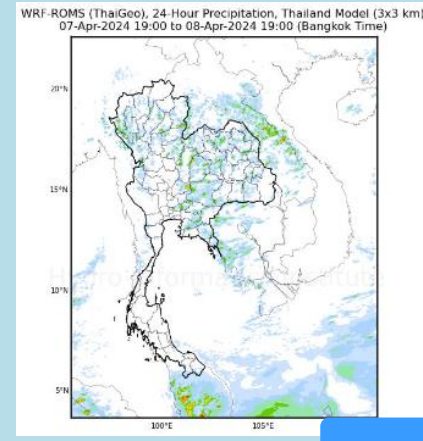 WRF-ROMS (ThaiGeo), 24-Hour Precipitation, Thailand Model (3x3 km)
07-Apr-2024 19:00 to 08-Apr-2024 19:00 (Bangkok Time)
20°N
15°N
10°N
5°N
100°E
105°E